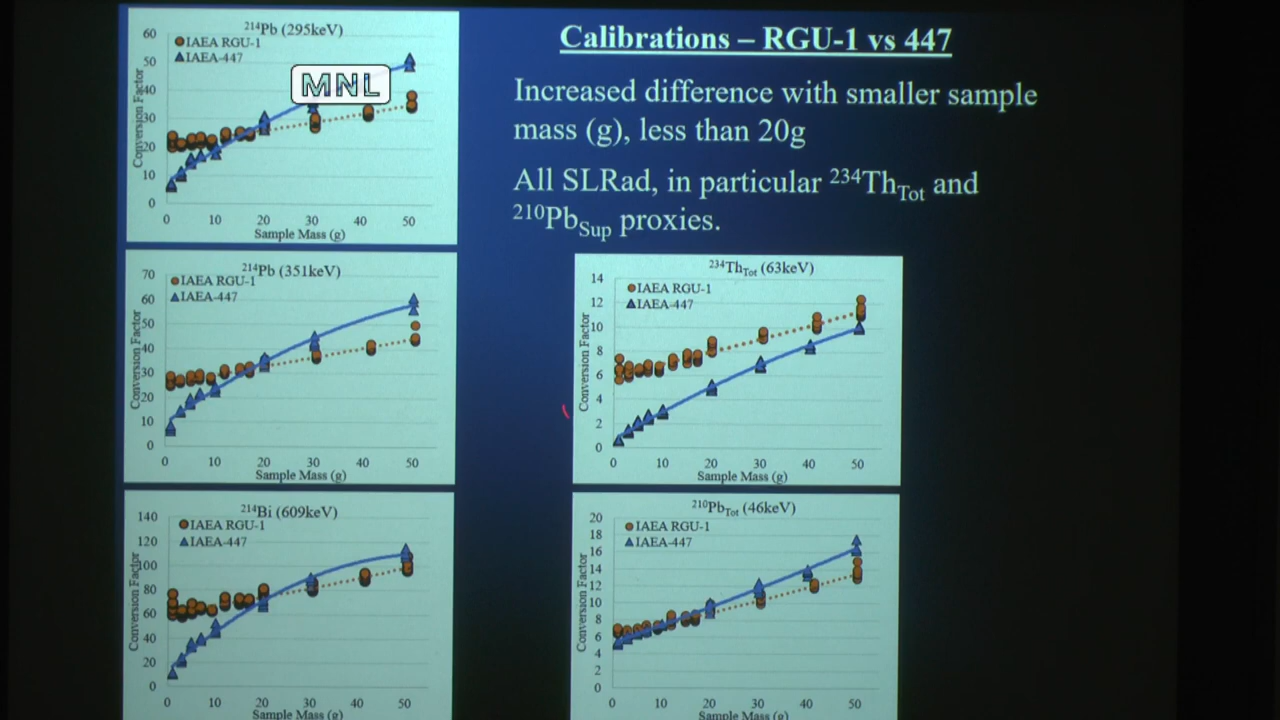 Calibrations – RGU-1 vs 447
Increased difference with smaller sample
mass (g), less than 20g
All SLRad, in particular ²³⁴Th_Tot and
²¹⁰Pb_Sup proxies.
²¹⁴Pb (295keV)
IAEA RGU-1
IAEA-447
MNL
Conversion Factor
60
50
40
30
20
10
0
0 10 20 30 40 50
Sample Mass (g)
²¹⁴Pb (351keV)
IAEA RGU-1
IAEA-447
Conversion Factor
70
60
50
40
30
20
10
0
0 10 20 30 40 50
Sample Mass (g)
²¹⁴Bi (609keV)
IAEA RGU-1
IAEA-447
Conversion Factor
140
120
100
80
60
40
20
0
0 10 20 30 40 50
Sample Mass (g)
²³⁴Th_Tot (63keV)
IAEA RGU-1
IAEA-447
Conversion Factor
14
12
10
8
6
4
2
0
0 10 20 30 40 50
Sample Mass (g)
²¹⁰Pb_Tot (46keV)
IAEA RGU-1
IAEA-447
Conversion Factor
20
18
16
14
12
10
8
6
4
2
0
0 10 20 30 40 50
Sample Mass (g)